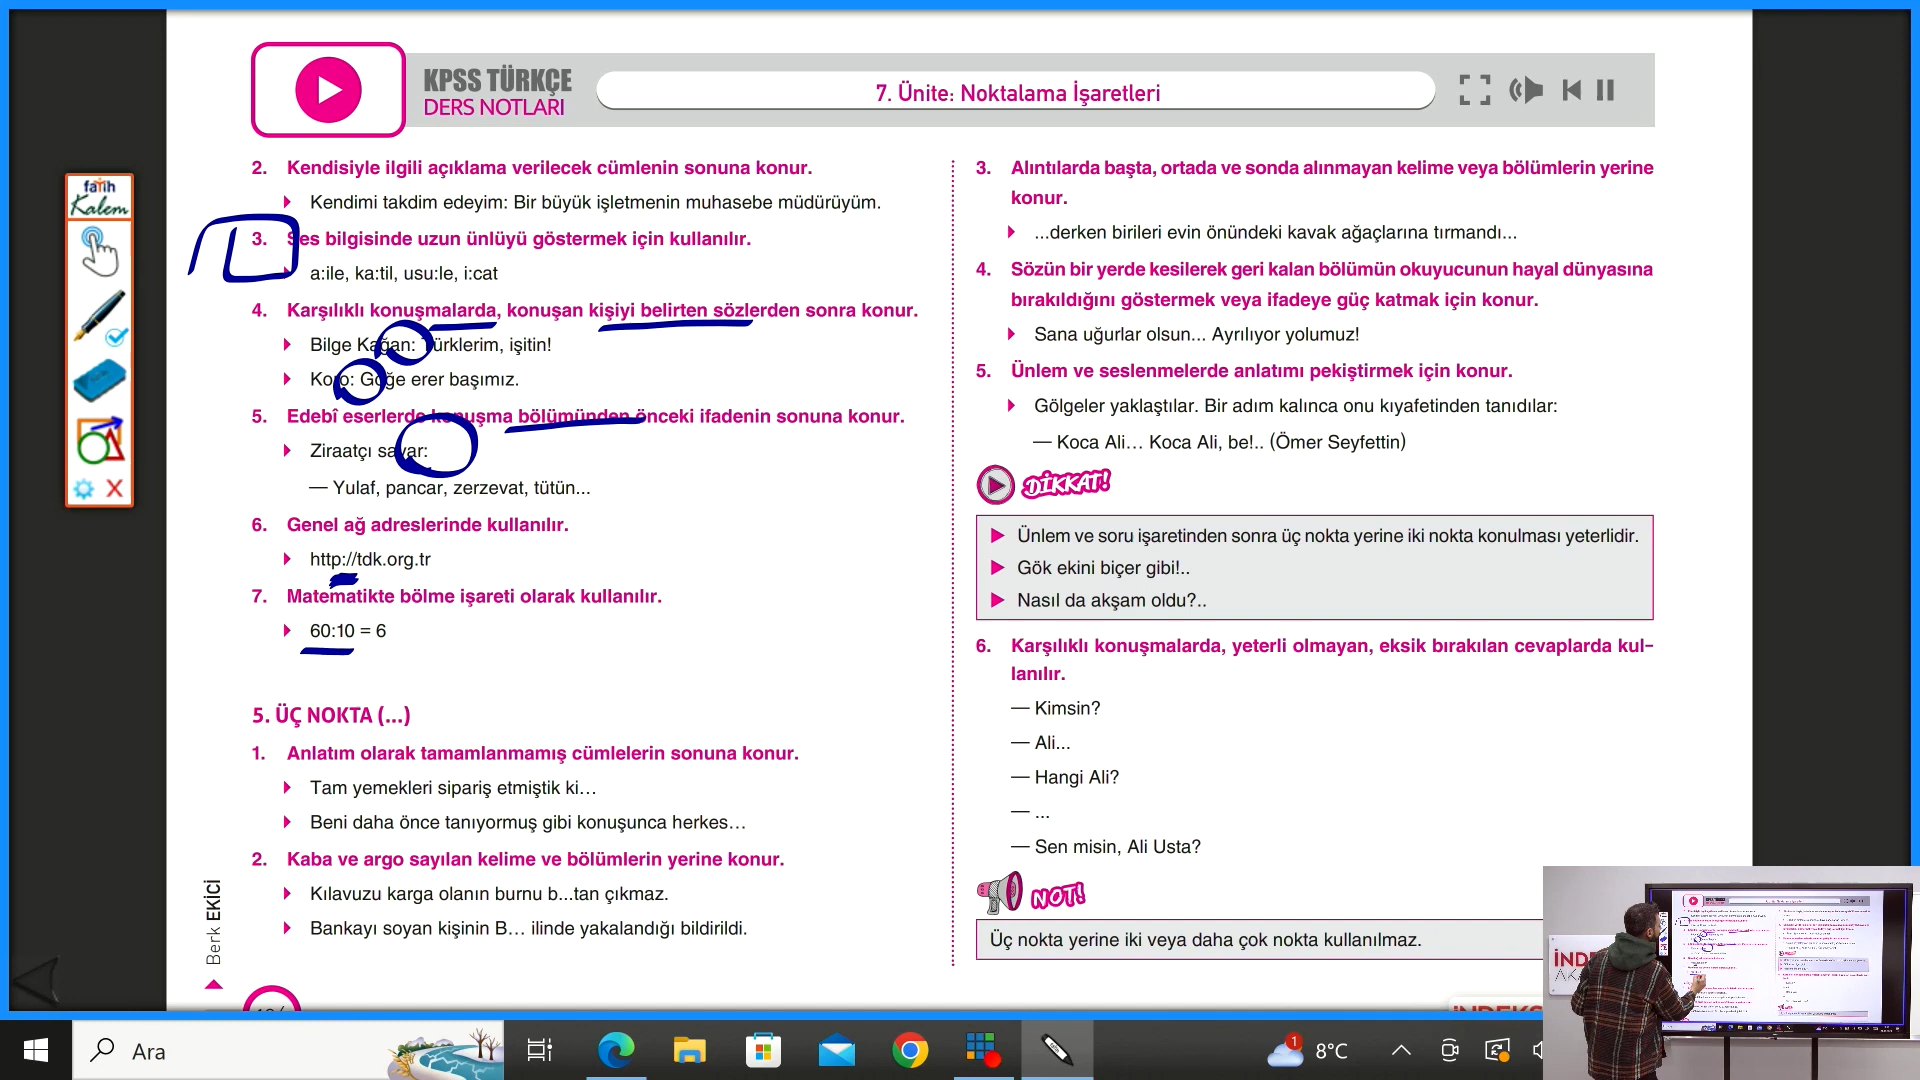 fatih
Kalem
KPSS TÜRKÇE
DERS NOTLARI
7. Ünite: Noktalama İşaretleri
2. Kendisiyle ilgili açıklama verilecek cümlenin sonuna konur.
Kendimi takdim edeyim: Bir büyük işletmenin muhasebe müdürüyüm.
3. Ses bilgisinde uzun ünlüyü göstermek için kullanılır.
a:ile, ka:til, usu:le, i:cat
4. Karşılıklı konuşmalarda, konuşan kişiyi belirten sözlerden sonra konur.
Bilge Kağan: Türklerim, işitin!
Koro: Göğe erer başımız.
5. Edebî eserlerde konuşma bölümünden önceki ifadenin sonuna konur.
Ziraatçı sayar:
— Yulaf, pancar, zerzevat, tütün...
6. Genel ağ adreslerinde kullanılır.
http://tdk.org.tr
7. Matematikte bölme işareti olarak kullanılır.
60:10 = 6
5. ÜÇ NOKTA (...)
1. Anlatım olarak tamamlanmamış cümlelerin sonuna konur.
Tam yemekleri sipariş etmiştik ki…
Beni daha önce tanıyormuş gibi konuşunca herkes…
2. Kaba ve argo sayılan kelime ve bölümlerin yerine konur.
Kılavuzu karga olanın burnu b...tan çıkmaz.
Bankayı soyan kişinin B… ilinde yakalandığı bildirildi.
Berk EKİCİ
3. Alıntılarda başta, ortada ve sonda alınmayan kelime veya bölümlerin yerine
konur.
...derken birileri evin önündeki kavak ağaçlarına tırmandı...
4. Sözün bir yerde kesilerek geri kalan bölümün okuyucunun hayal dünyasına
bırakıldığını göstermek veya ifadeye güç katmak için konur.
Sana uğurlar olsun... Ayrılıyor yolumuz!
5. Ünlem ve seslenmelerde anlatımı pekiştirmek için konur.
Gölgeler yaklaştılar. Bir adım kalınca onu kıyafetinden tanıdılar:
— Koca Ali… Koca Ali, be!.. (Ömer Seyfettin)
DİKKAT!
Ünlem ve soru işaretinden sonra üç nokta yerine iki nokta konulması yeterlidir.
Gök ekini biçer gibi!..
Nasıl da akşam oldu?..
6. Karşılıklı konuşmalarda, yeterli olmayan, eksik bırakılan cevaplarda kul-
lanılır.
— Kimsin?
— Ali...
— Hangi Ali?
— ...
— Sen misin, Ali Usta?
NOT!
Üç nokta yerine iki veya daha çok nokta kullanılmaz.
Ara
1
8°C